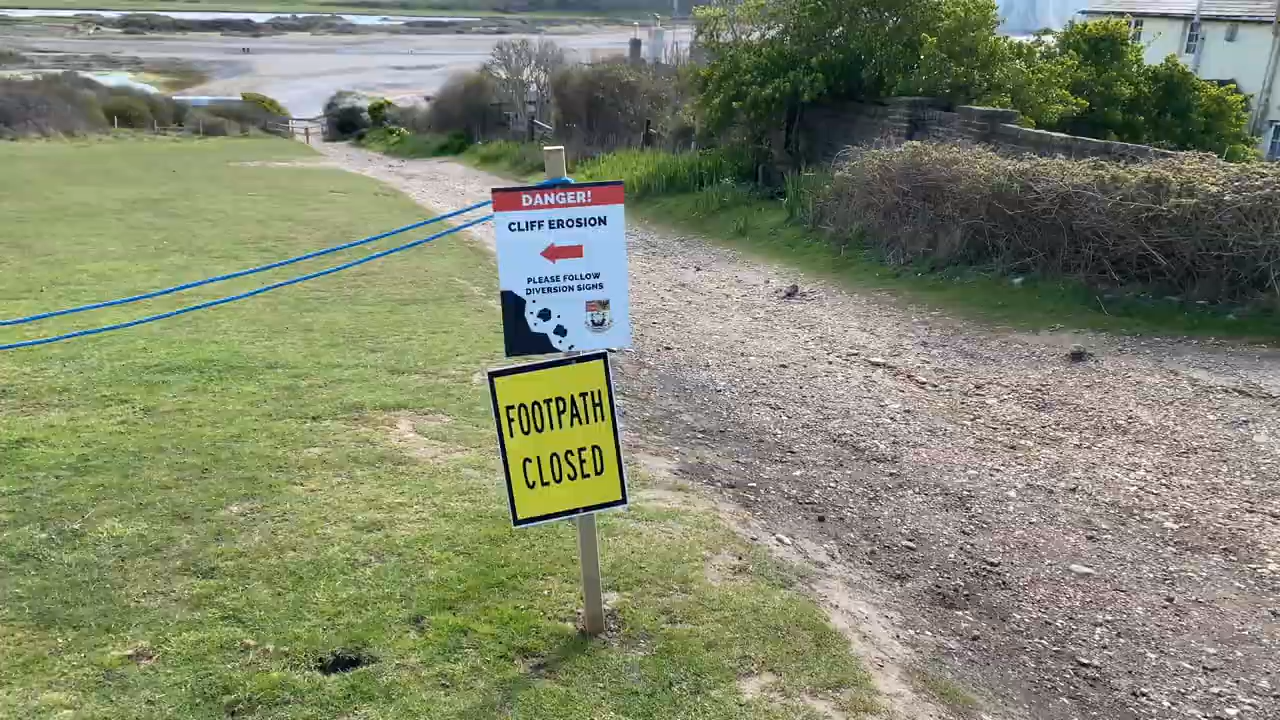 DANGER!
CLIFF EROSION
PLEASE FOLLOW
DIVERSION SIGNS
FOOTPATH
CLOSED